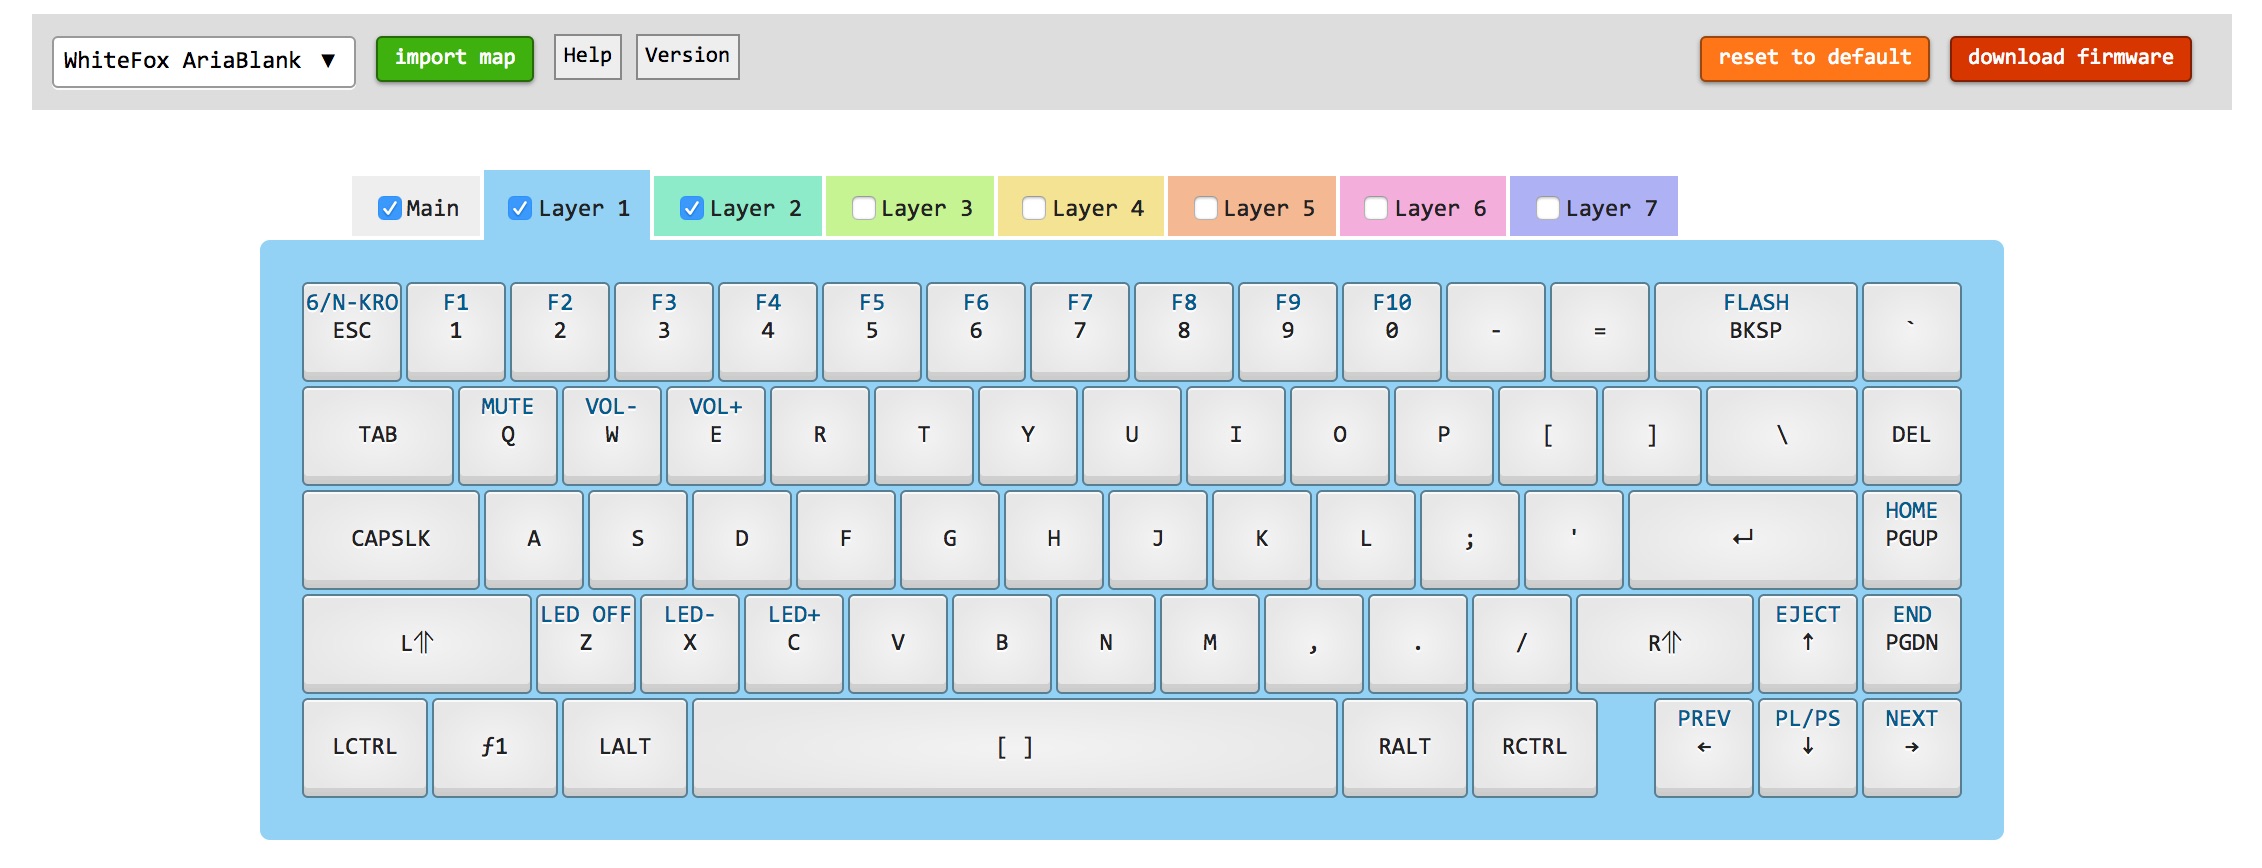 WhiteFox AriaBlank ▼ import map Help Version reset to default download firmware
Main Layer 1 Layer 2 Layer 3 Layer 4 Layer 5 Layer 6 Layer 7
6/N-KRO F1 F2 F3 F4 F5 F6 F7 F8 F9 F10 FLASH
ESC 1 2 3 4 5 6 7 8 9 0 - = BKSP `
MUTE VOL- VOL+
TAB Q W E R T Y U I O P [ ] \ DEL
HOME
CAPSLK A S D F G H J K L ; ' ↵ PGUP
LED OFF LED- LED+ EJECT END
L⥣ Z X C V B N M , . / R⥣ ↑ PGDN
PREV PL/PS NEXT
LCTRL ƒ1 LALT [ ] RALT RCTRL ← ↓ →